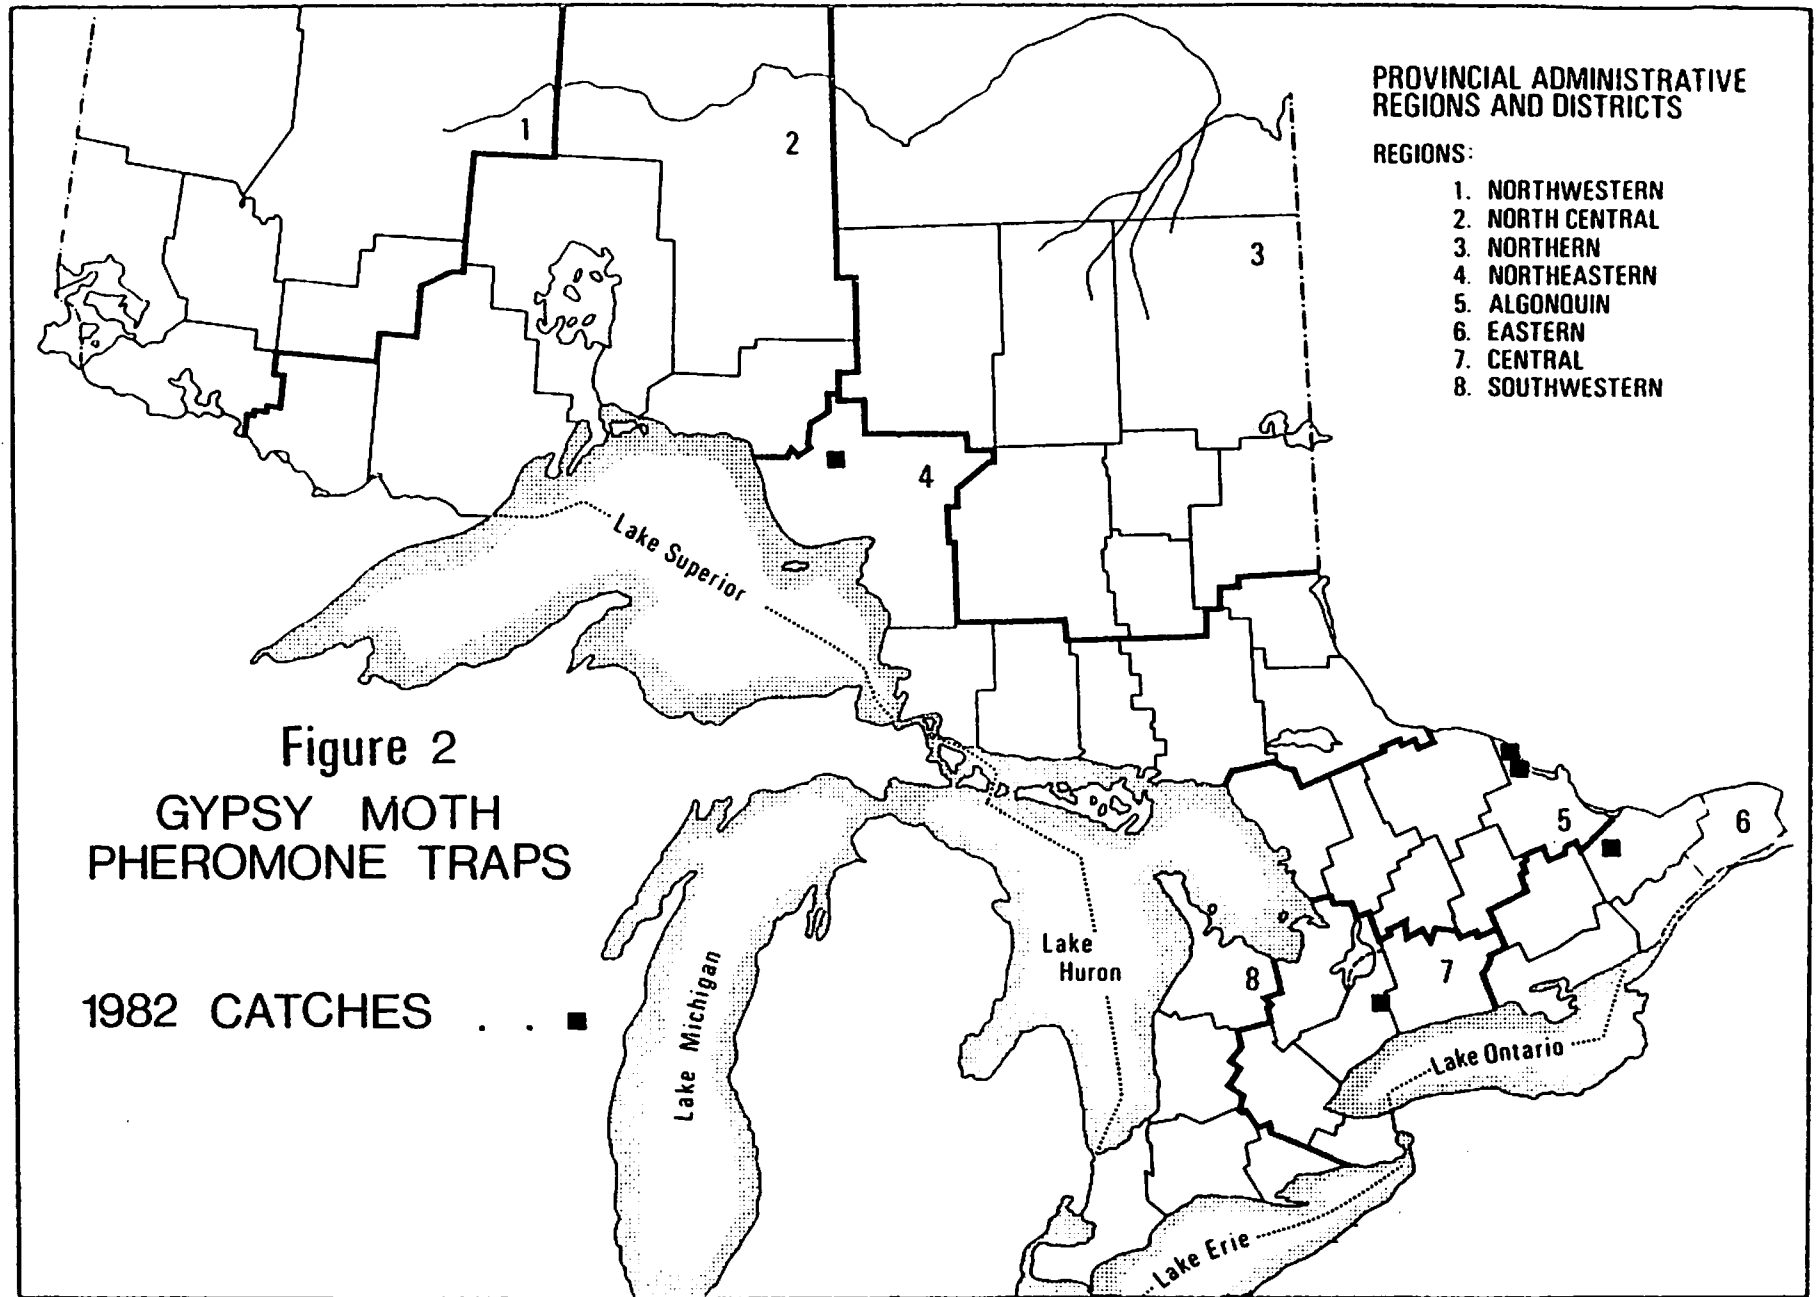 PROVINCIAL ADMINISTRATIVE
REGIONS AND DISTRICTS
REGIONS:
1. NORTHWESTERN
2. NORTH CENTRAL
3. NORTHERN
4. NORTHEASTERN
5. ALGONQUIN
6. EASTERN
7. CENTRAL
8. SOUTHWESTERN
1
2
3
4
Lake Superior
Figure 2
GYPSY MOTH
PHEROMONE TRAPS
1982 CATCHES . . ■
5
6
7
8
Lake Michigan
Lake
Huron
Lake Ontario
Lake Erie